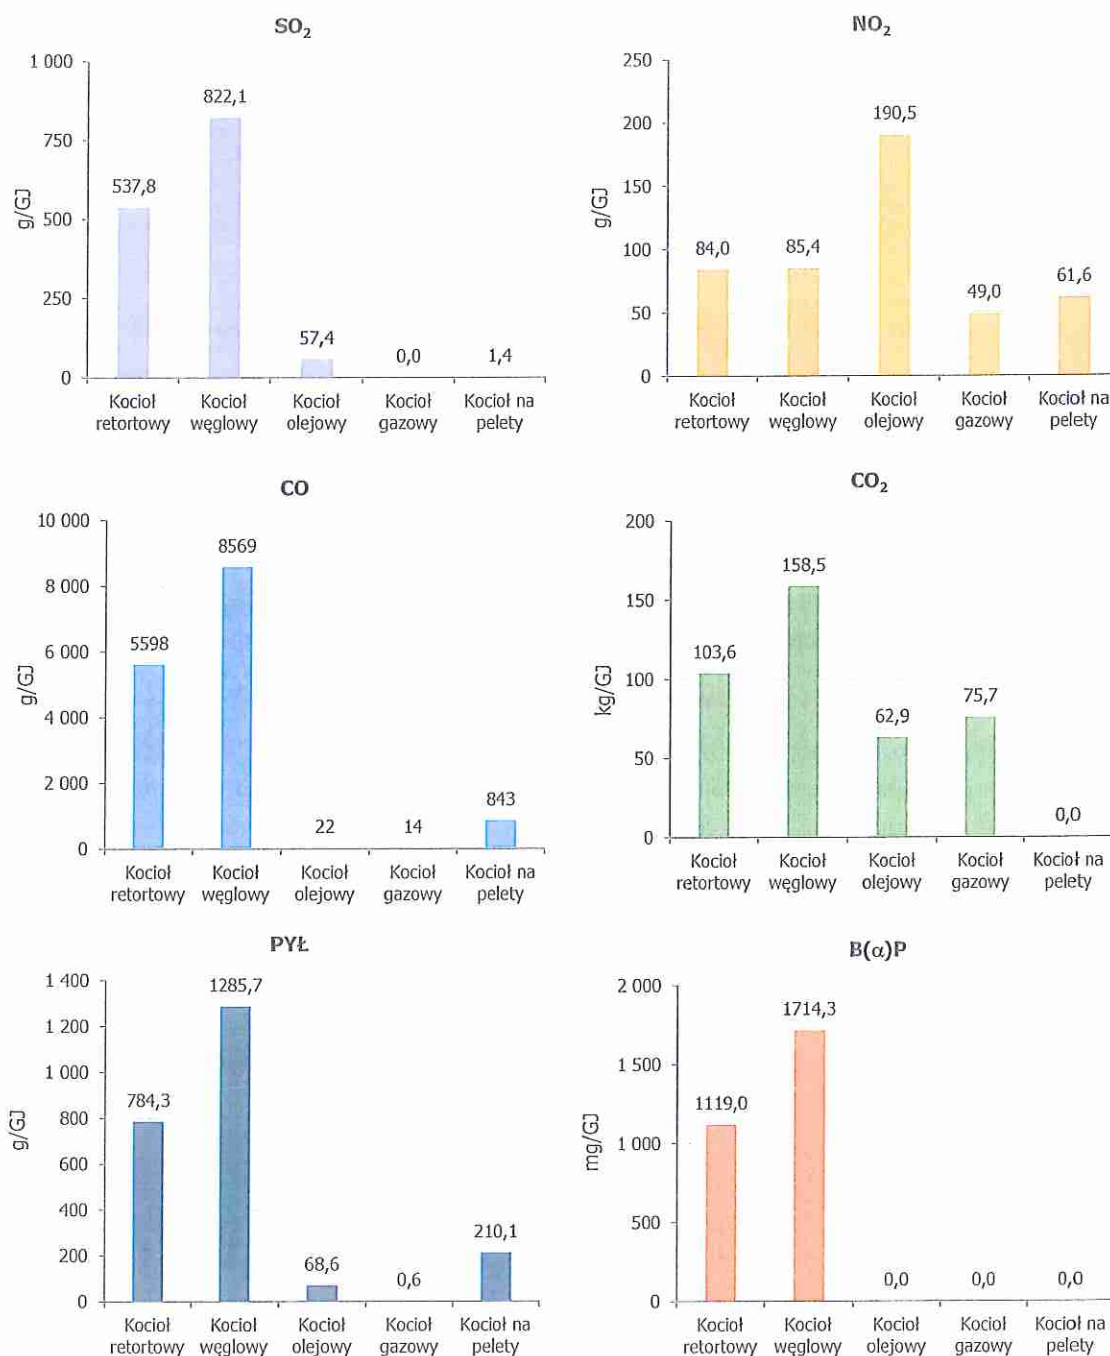 SO₂
1 000
750
500
250
0
g/GJ
537,8
822,1
57,4
0,0
1,4
Kocioł retortowy
Kocioł węglowy
Kocioł olejowy
Kocioł gazowy
Kocioł na pelety
NO₂
250
200
150
100
50
0
g/GJ
84,0
85,4
190,5
49,0
61,6
Kocioł retortowy
Kocioł węglowy
Kocioł olejowy
Kocioł gazowy
Kocioł na pelety
CO
10 000
8 000
6 000
4 000
2 000
0
g/GJ
5598
8569
22
14
843
Kocioł retortowy
Kocioł węglowy
Kocioł olejowy
Kocioł gazowy
Kocioł na pelety
CO₂
200
150
100
50
0
kg/GJ
103,6
158,5
62,9
75,7
0,0
Kocioł retortowy
Kocioł węglowy
Kocioł olejowy
Kocioł gazowy
Kocioł na pelety
PYŁ
1 400
1 200
1 000
800
600
400
200
0
g/GJ
784,3
1285,7
68,6
0,6
210,1
Kocioł retortowy
Kocioł węglowy
Kocioł olejowy
Kocioł gazowy
Kocioł na pelety
B(α)P
2 000
1 500
1 000
500
0
mg/GJ
1119,0
1714,3
0,0
0,0
0,0
Kocioł retortowy
Kocioł węglowy
Kocioł olejowy
Kocioł gazowy
Kocioł na pelety